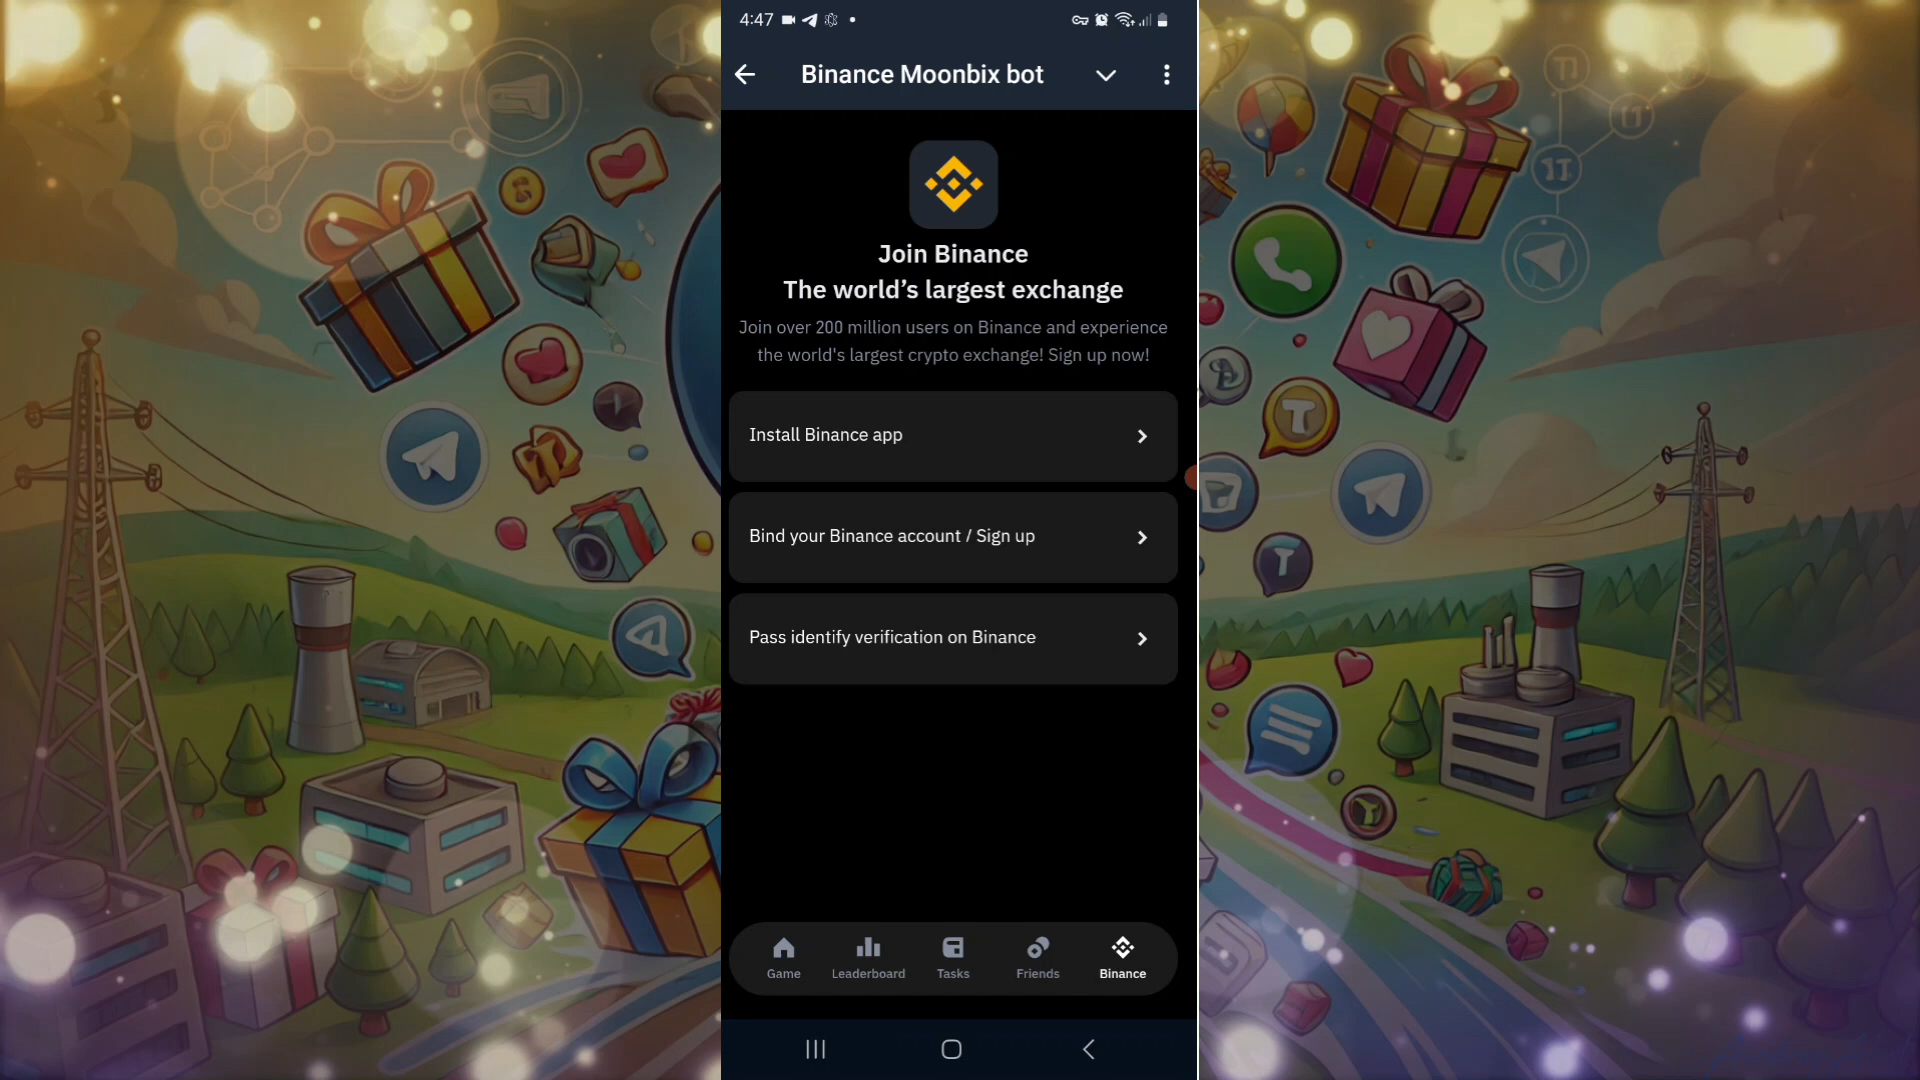 4:47
Binance Moonbix bot
Join Binance
The world's largest exchange
Join over 200 million users on Binance and experience
the world's largest crypto exchange! Sign up now!
Install Binance app
Bind your Binance account / Sign up
Pass identify verification on Binance
Game
Leaderboard
Tasks
Friends
Binance